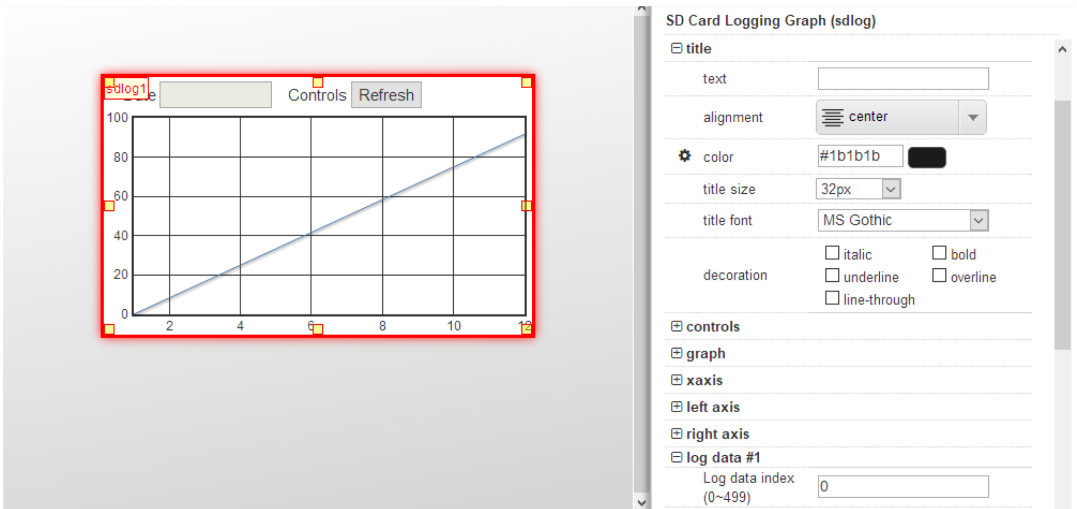 sdlog1
Date
Controls
Refresh
100
80
60
40
20
0
2
4
6
8
10
12
SD Card Logging Graph (sdlog)
title
text
alignment
center
color
#1b1b1b
title size
32px
title font
MS Gothic
decoration
italic
bold
underline
overline
line-through
controls
graph
xaxis
left axis
right axis
log data #1
Log data index
(0~499)
0